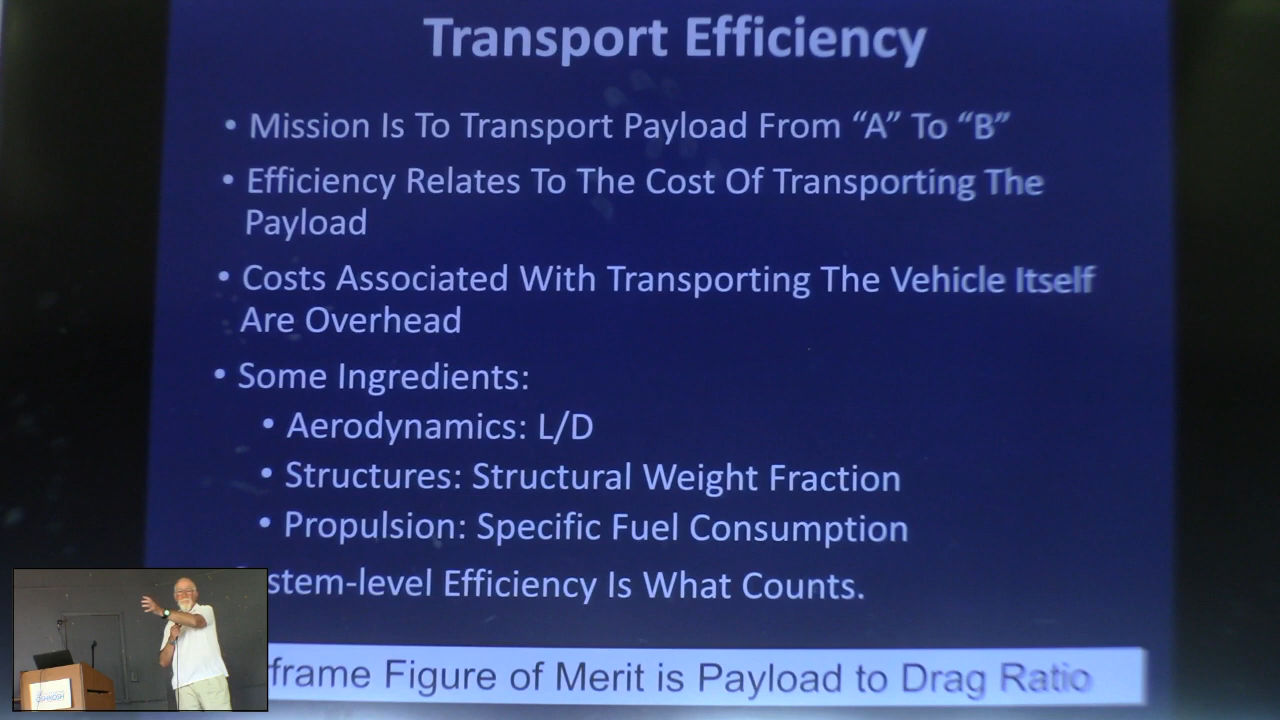 Transport Efficiency
• Mission Is To Transport Payload From “A” To “B”
• Efficiency Relates To The Cost Of Transporting The
Payload
• Costs Associated With Transporting The Vehicle Itself
Are Overhead
• Some Ingredients:
• Aerodynamics: L/D
• Structures: Structural Weight Fraction
• Propulsion: Specific Fuel Consumption
stem-level Efficiency Is What Counts.
frame Figure of Merit is Payload to Drag Ratio
OSHKOSH